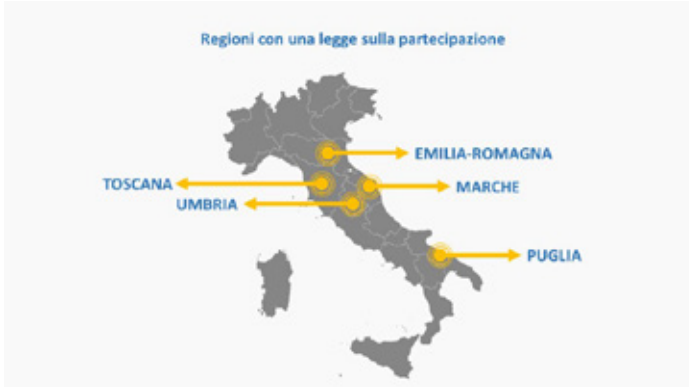 Regioni con una legge sulla partecipazione
EMILIA-ROMAGNA
TOSCANA
MARCHE
UMBRIA
PUGLIA